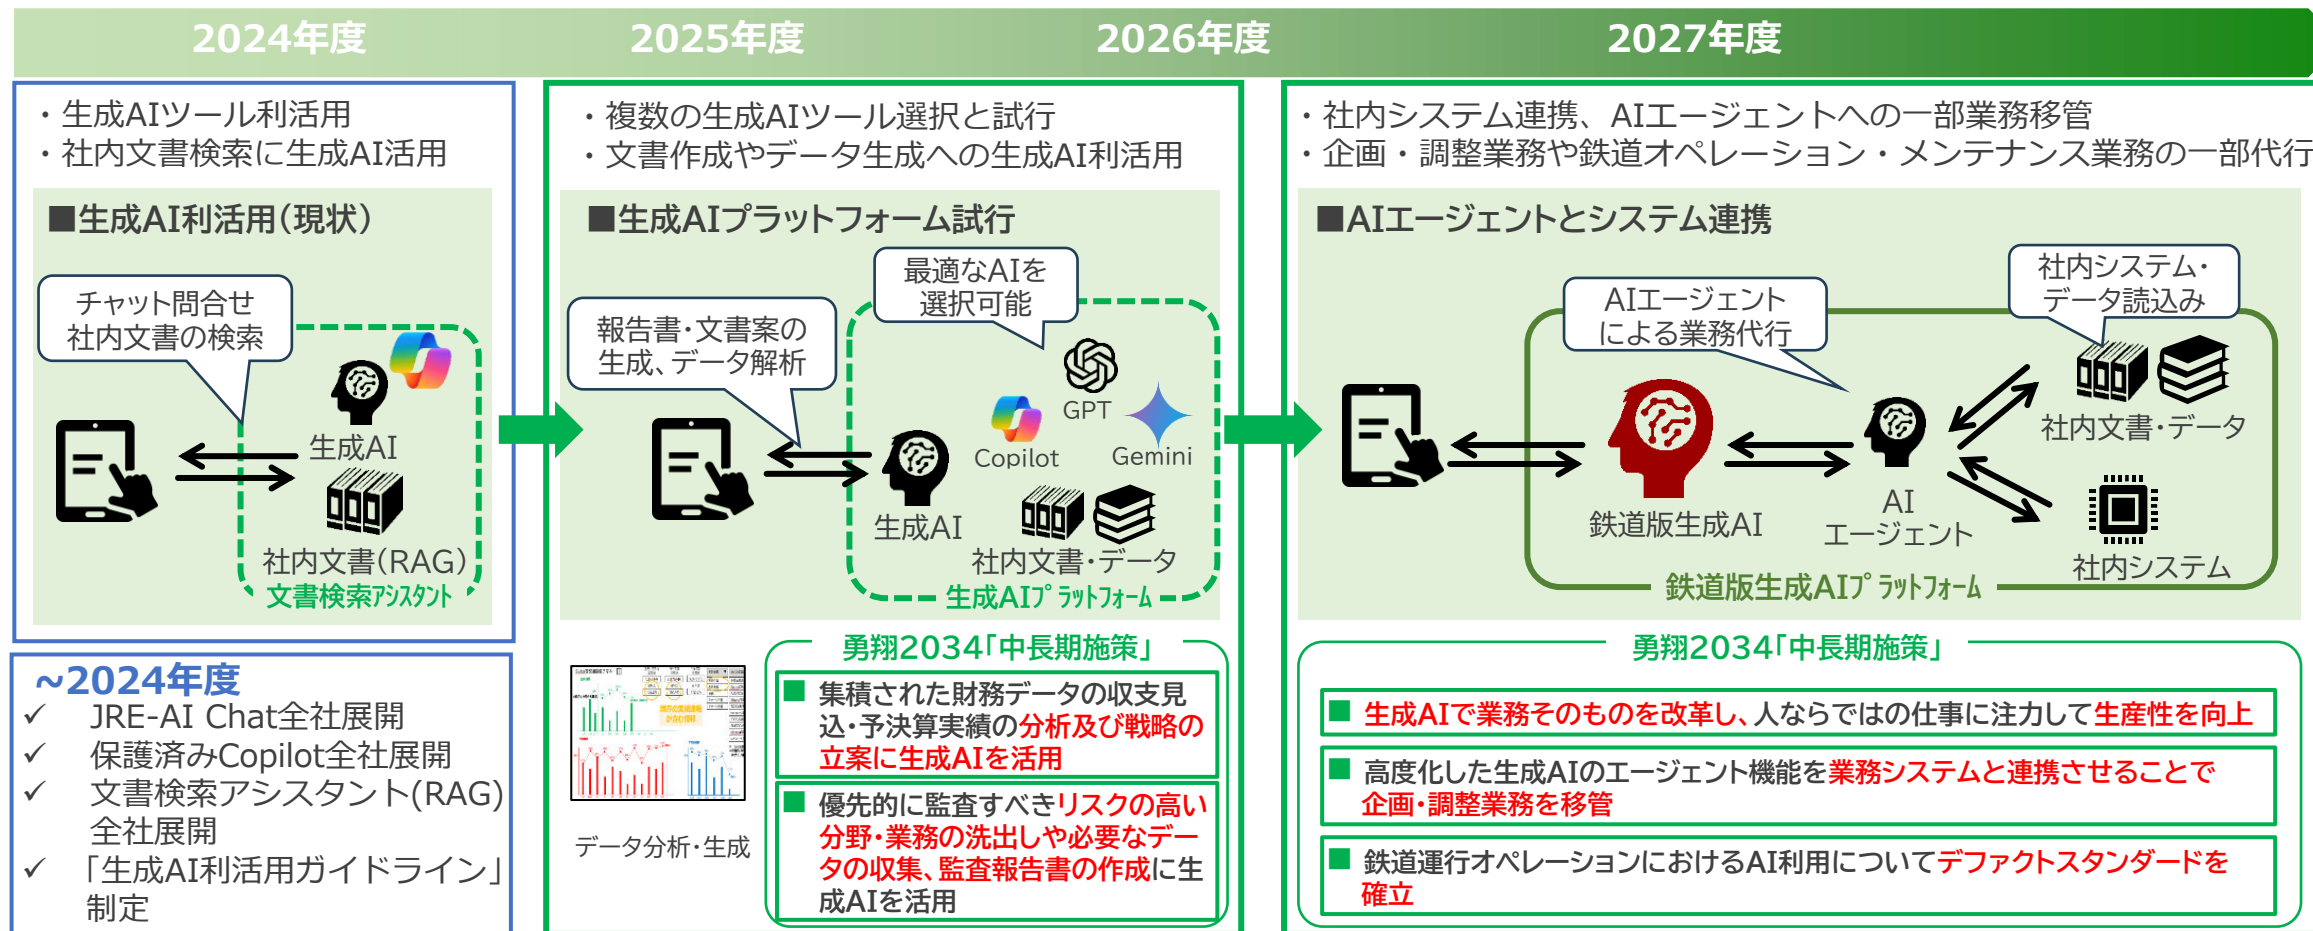 2024年度
2025年度
2026年度
2027年度
・生成AIツール利活用
・社内文書検索に生成AI活用
■生成AI利活用(現状)
チャット問合せ
社内文書の検索
生成AI
社内文書(RAG)
文書検索ｱｼｽﾀﾝﾄ
~2024年度
✓ JRE-AI Chat全社展開
✓ 保護済みCopilot全社展開
✓ 文書検索アシスタント(RAG)
全社展開
✓ 「生成AI利活用ガイドライン」
制定
・複数の生成AIツール選択と試行
・文書作成やデータ生成への生成AI利活用
■生成AIプラットフォーム試行
最適なAIを
選択可能
報告書・文書案の
生成、データ解析
GPT
Copilot
Gemini
生成AI
社内文書・データ
生成AIﾌﾟﾗｯﾄﾌｫｰﾑ
データ分析・生成
勇翔2034「中長期施策」
■ 集積された財務データの収支見
込・予決算実績の分析及び戦略の
立案に生成AIを活用
■ 優先的に監査すべきリスクの高い
分野・業務の洗出しや必要なデー
タの収集、監査報告書の作成に生
成AIを活用
・社内システム連携、AIエージェントへの一部業務移管
・企画・調整業務や鉄道オペレーション・メンテナンス業務の一部代行
■AIエージェントとシステム連携
AIエージェント
による業務代行
社内システム・
データ読込み
社内文書・データ
鉄道版生成AI
AI
エージェント
社内システム
鉄道版生成AIﾌﾟﾗｯﾄﾌｫｰﾑ
勇翔2034「中長期施策」
■ 生成AIで業務そのものを改革し、人ならではの仕事に注力して生産性を向上
■ 高度化した生成AIのエージェント機能を業務システムと連携させることで
企画・調整業務を移管
■ 鉄道運行オペレーションにおけるAI利用についてデファクトスタンダードを
確立